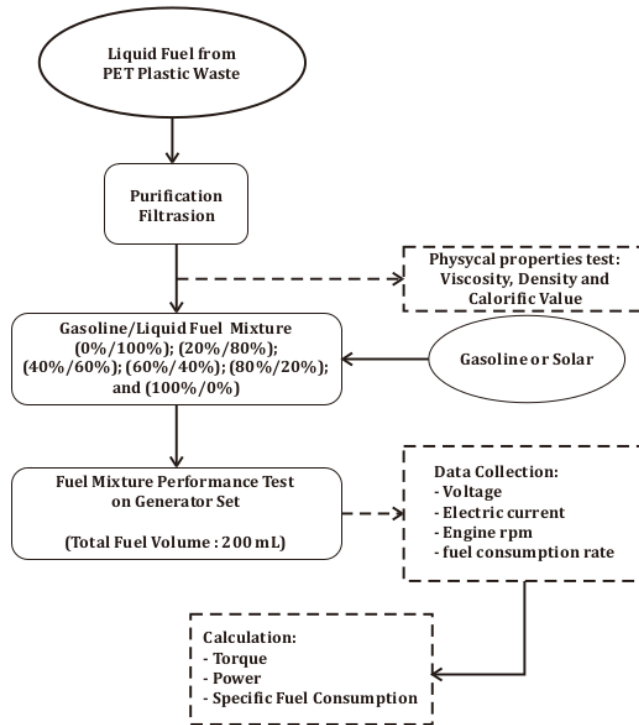 Liquid Fuel from
PET Plastic Waste
Purification
Filtrasion
Physycal properties test:
Viscosity, Density and
Calorific Value
Gasoline/Liquid Fuel Mixture
(0%/100%); (20%/80%);
(40%/60%); (60%/40%); (80%/20%);
and (100%/0%)
Gasoline or Solar
Fuel Mixture Performance Test
on Generator Set
(Total Fuel Volume : 200 mL)
Data Collection:
- Voltage
- Electric current
- Engine rpm
- fuel consumption rate
Calculation:
- Torque
- Power
- Specific Fuel Consumption